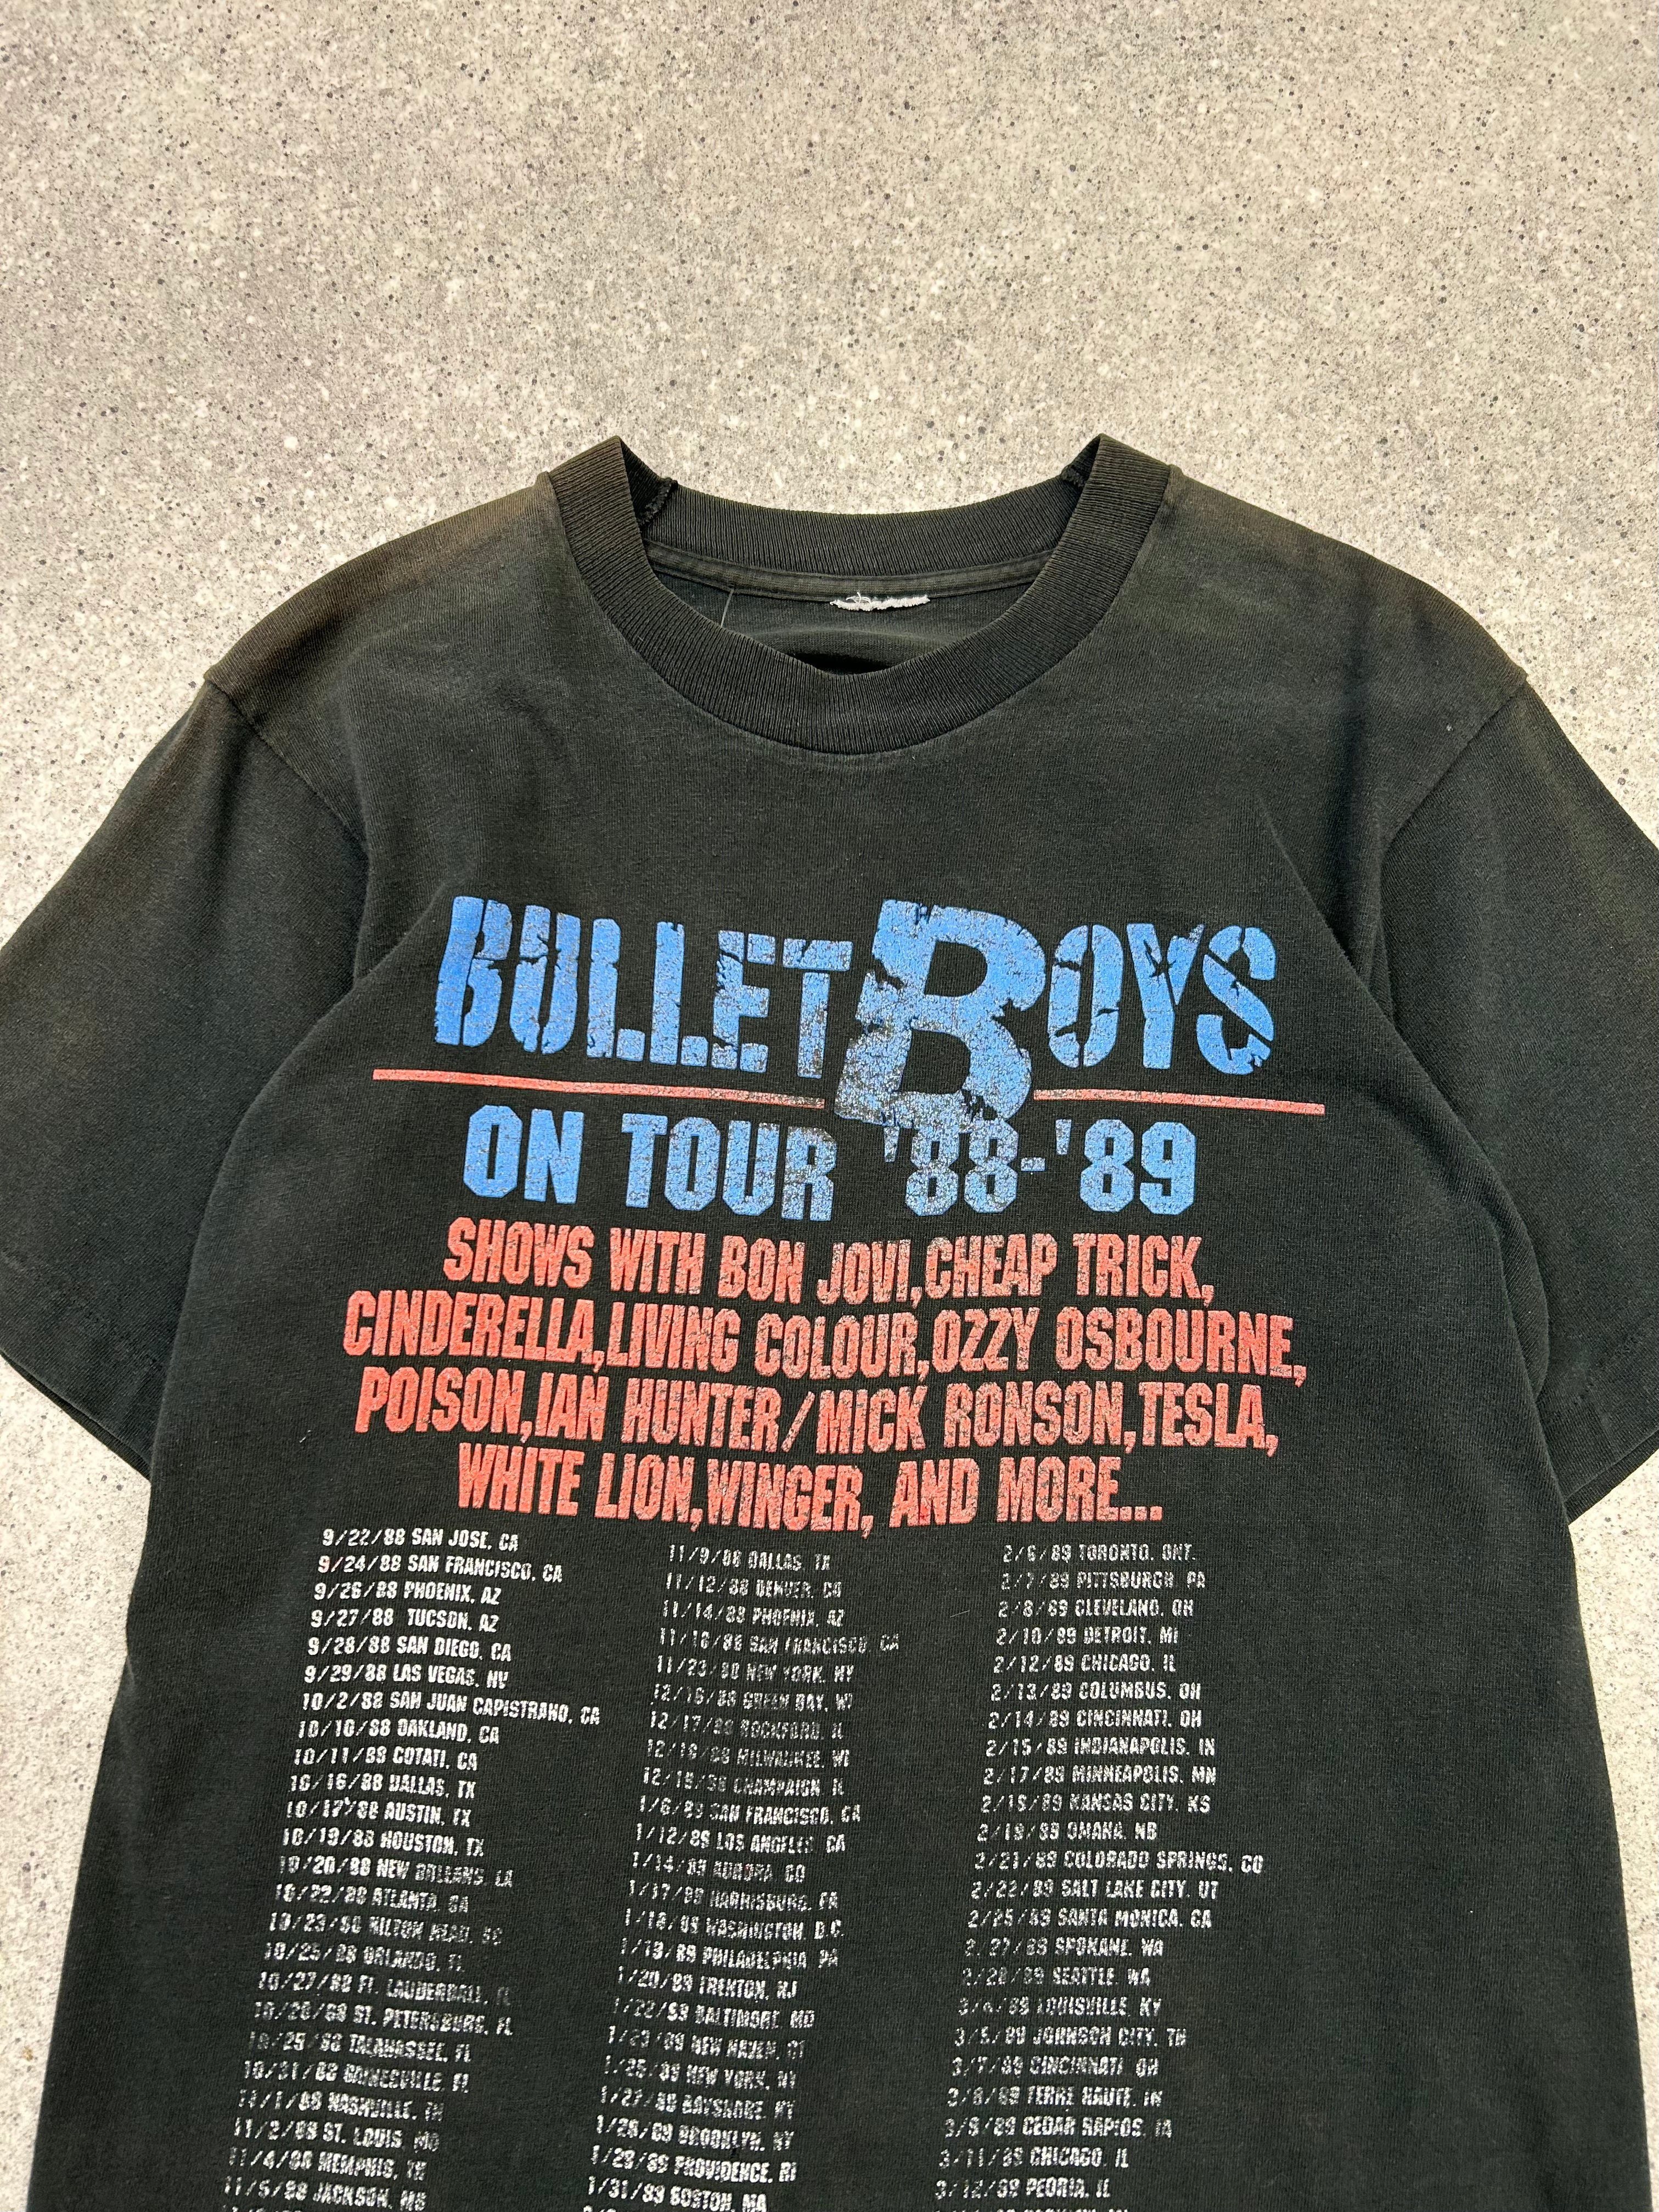 BULLETBOYS
ON TOUR '88-'89
SHOWS WITH BON JOVI,CHEAP TRICK,
CINDERELLA,LIVING COLOUR,OZZY OSBOURNE,
POISON,IAN HUNTER/MICK RONSON,TESLA,
WHITE LION,WINGER, AND MORE...
9/22/88 SAN JOSE, CA
9/24/88 SAN FRANCISCO, CA
9/26/88 PHOENIX, AZ
9/27/88 TUCSON, AZ
9/28/88 SAN DIEGO, CA
9/29/88 LAS VEGAS, NV
10/2/88 SAN JUAN CAPISTRANO, CA
10/10/88 OAKLAND, CA
10/11/88 COTATI, CA
10/16/88 DALLAS, TX
10/17/88 AUSTIN, TX
10/19/88 HOUSTON, TX
10/20/88 NEW ORLEANS, LA
10/22/88 ATLANTA, GA
10/23/88 HILTON HEAD, SC
10/25/88 ORLANDO, FL
10/27/88 FT. LAUDERDALE, FL
10/28/88 ST. PETERSBURG, FL
10/29/88 TALAHASSEE, FL
10/31/88 GAINESVILLE, FL
11/1/88 NASHVILLE, TN
11/2/88 ST. LOUIS, MO
11/4/88 MEMPHIS, TN
11/5/88 JACKSON, MS
11/9/88 DALLAS, TX
11/12/88 DENVER, CO
11/14/88 PHOENIX, AZ
SAN FRANCISCO, CA
11/23/88 NEW YORK, NY
12/16/88 GREEN BAY, WI
12/17/88 ROCKFORD, IL
12/18/88 MILWAUKEE, WI
12/19/88 CHAMPAIGN, IL
1/6/89 SAN FRANCISCO, CA
1/12/89 LOS ANGELES, CA
1/14/89 AURORA, CO
1/17/89 HARRISBURG, PA
1/18/89 WASHINGTON, D.C.
1/19/89 PHILADELPHIA, PA
1/20/89 TRENTON, NJ
1/22/89 BALTIMORE, MD
1/23/89 NEW HAVEN, CT
NEW YORK, NY
1/27/89 BAYSHORE, NY
1/28/89 BROOKLYN, NY
1/29/89 PROVIDENCE, RI
1/31/89 BOSTON, MA
2/6/89 TORONTO, ONT.
2/7/89 PITTSBURGH, PA
2/8/89 CLEVELAND, OH
2/10/89 DETROIT, MI
2/12/89 CHICAGO, IL
2/13/89 COLUMBUS, OH
2/14/89 CINCINNATI, OH
2/15/89 INDIANAPOLIS, IN
2/17/89 MINNEAPOLIS, MN
KANSAS CITY, KS
2/19/89 OMAHA, NB
2/21/89 COLORADO SPRINGS, CO
2/22/89 SALT LAKE CITY, UT
2/25/89 SANTA MONICA, CA
2/27/89 SPOKANE, WA
2/28/89 SEATTLE, WA
3/4/89 LOUISVILLE, KY
3/5/89 JOHNSON CITY, TN
3/7/89 CINCINNATI, OH
3/8/89 TERRE HAUTE, IN
3/9/89 CEDAR RAPIDS, IA
3/11/89 CHICAGO, IL
3/12/89 PEORIA, IL